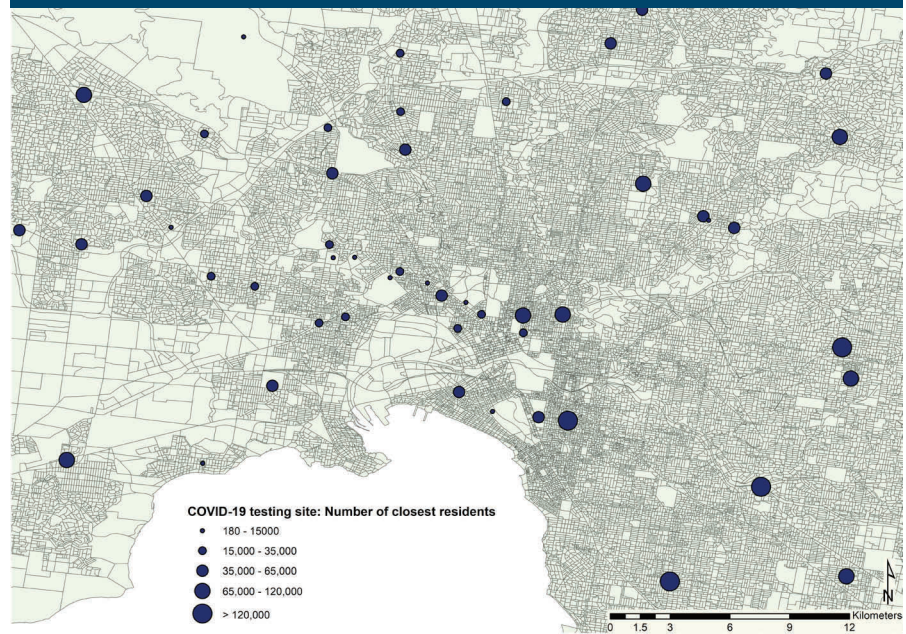 COVID-19 testing site: Number of closest residents
180 - 15000
15,000 - 35,000
35,000 - 65,000
65,000 - 120,000
> 120,000
N
Kilometers
0 1.5 3 6 9 12